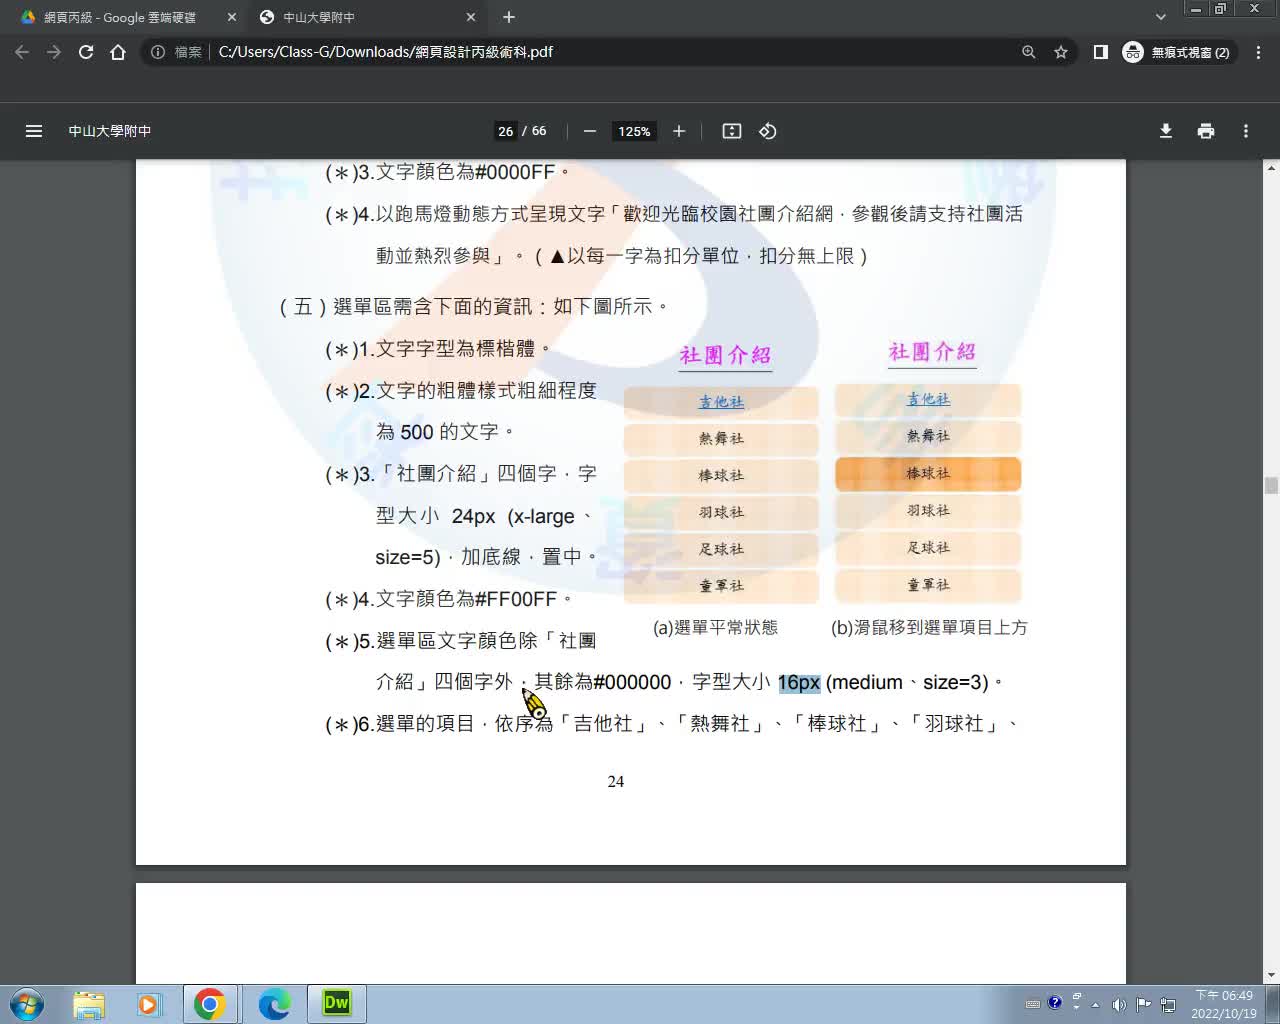 網頁丙級 - Google 雲端硬碟
中山大學附中
檔案 C:/Users/Class-G/Downloads/網頁設計丙級術科.pdf
無痕式視窗 (2)
中山大學附中
26 / 66
125%
(＊)3.文字顏色為#0000FF。
(＊)4.以跑馬燈動態方式呈現文字「歡迎光臨校園社團介紹網，參觀後請支持社團活
動並熱烈參與」。(▲以每一字為扣分單位，扣分無上限)
(五)選單區需含下面的資訊：如下圖所示。
(＊)1.文字字型為標楷體。
(＊)2.文字的粗體樣式粗細程度
為 500 的文字。
(＊)3.「社團介紹」四個字，字
型大小 24px (x-large、
size=5)，加底線，置中。
(＊)4.文字顏色為#FF00FF。
(＊)5.選單區文字顏色除「社團
介紹」四個字外，其餘為#000000，字型大小 16px (medium、size=3)。
(＊)6.選單的項目，依序為「吉他社」、「熱舞社」、「棒球社」、「羽球社」、
社團介紹
吉他社
熱舞社
棒球社
羽球社
足球社
童軍社
(a)選單平常狀態
社團介紹
吉他社
熱舞社
棒球社
羽球社
足球社
童軍社
(b)滑鼠移到選單項目上方
24
Dw
下午 06:49
2022/10/19